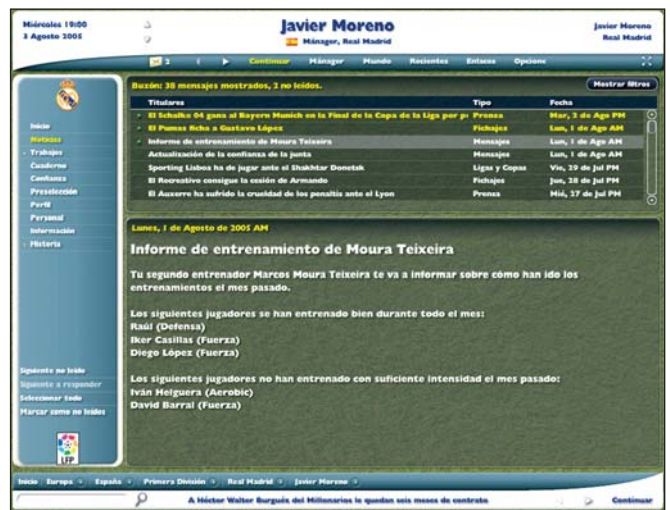 Miércoles 19:00
3 Agosto 2005
Javier Moreno
Mánager, Real Madrid
Javier Moreno
Real Madrid
2 Continuar Mánager Mundo Recientes Enlaces Opciones
Buzón: 38 mensajes mostrados, 2 no leídos. Mostrar filtros
Titulares Tipo Fecha
El Schalke 04 gana al Bayern Munich en la Final de la Copa de la Liga por p Prensa Mar, 2 de Ago PM
El Pumas ficha a Gustavo López Fichajes Lun, 1 de Ago AM
Informe de entrenamiento de Moura Teixeira Mensajes Lun, 1 de Ago AM
Actualización de la confianza de la junta Mensajes Lun, 1 de Ago AM
Sporting Lisboa ha de jugar ante el Shakhtar Donetsk Ligas y Copas Vie, 29 de Jul PM
El Recreativo consigue la cesión de Armando Fichajes Jue, 28 de Jul PM
El Auxerre ha sufrido la crueldad de los penaltis ante el Lyon Prensa Mié, 27 de Jul PM
Inicio
Noticias
Trabajos
Cuaderno
Confianza
Preselección
Perfil
Personal
Información
Historia
Siguiente no leído
Siguiente a responder
Seleccionar todo
Marcar como no leídos
LFP
Lunes, 1 de Agosto de 2005 AM
Informe de entrenamiento de Moura Teixeira
Tu segundo entrenador Marcos Moura Teixeira te va a informar sobre cómo han ido los
entrenamientos el mes pasado.
Los siguientes jugadores se han entrenado bien durante todo el mes:
Raúl (Defensa)
Iker Casillas (Fuerza)
Diego López (Fuerza)
Los siguientes jugadores no han entrenado con suficiente intensidad el mes pasado:
Iván Helguera (Aerobic)
David Barral (Fuerza)
Inicio Europa España Primera División Real Madrid Javier Moreno
A Héctor Walter Burguéz del Millonarios le quedan seis meses de contrato Continuar